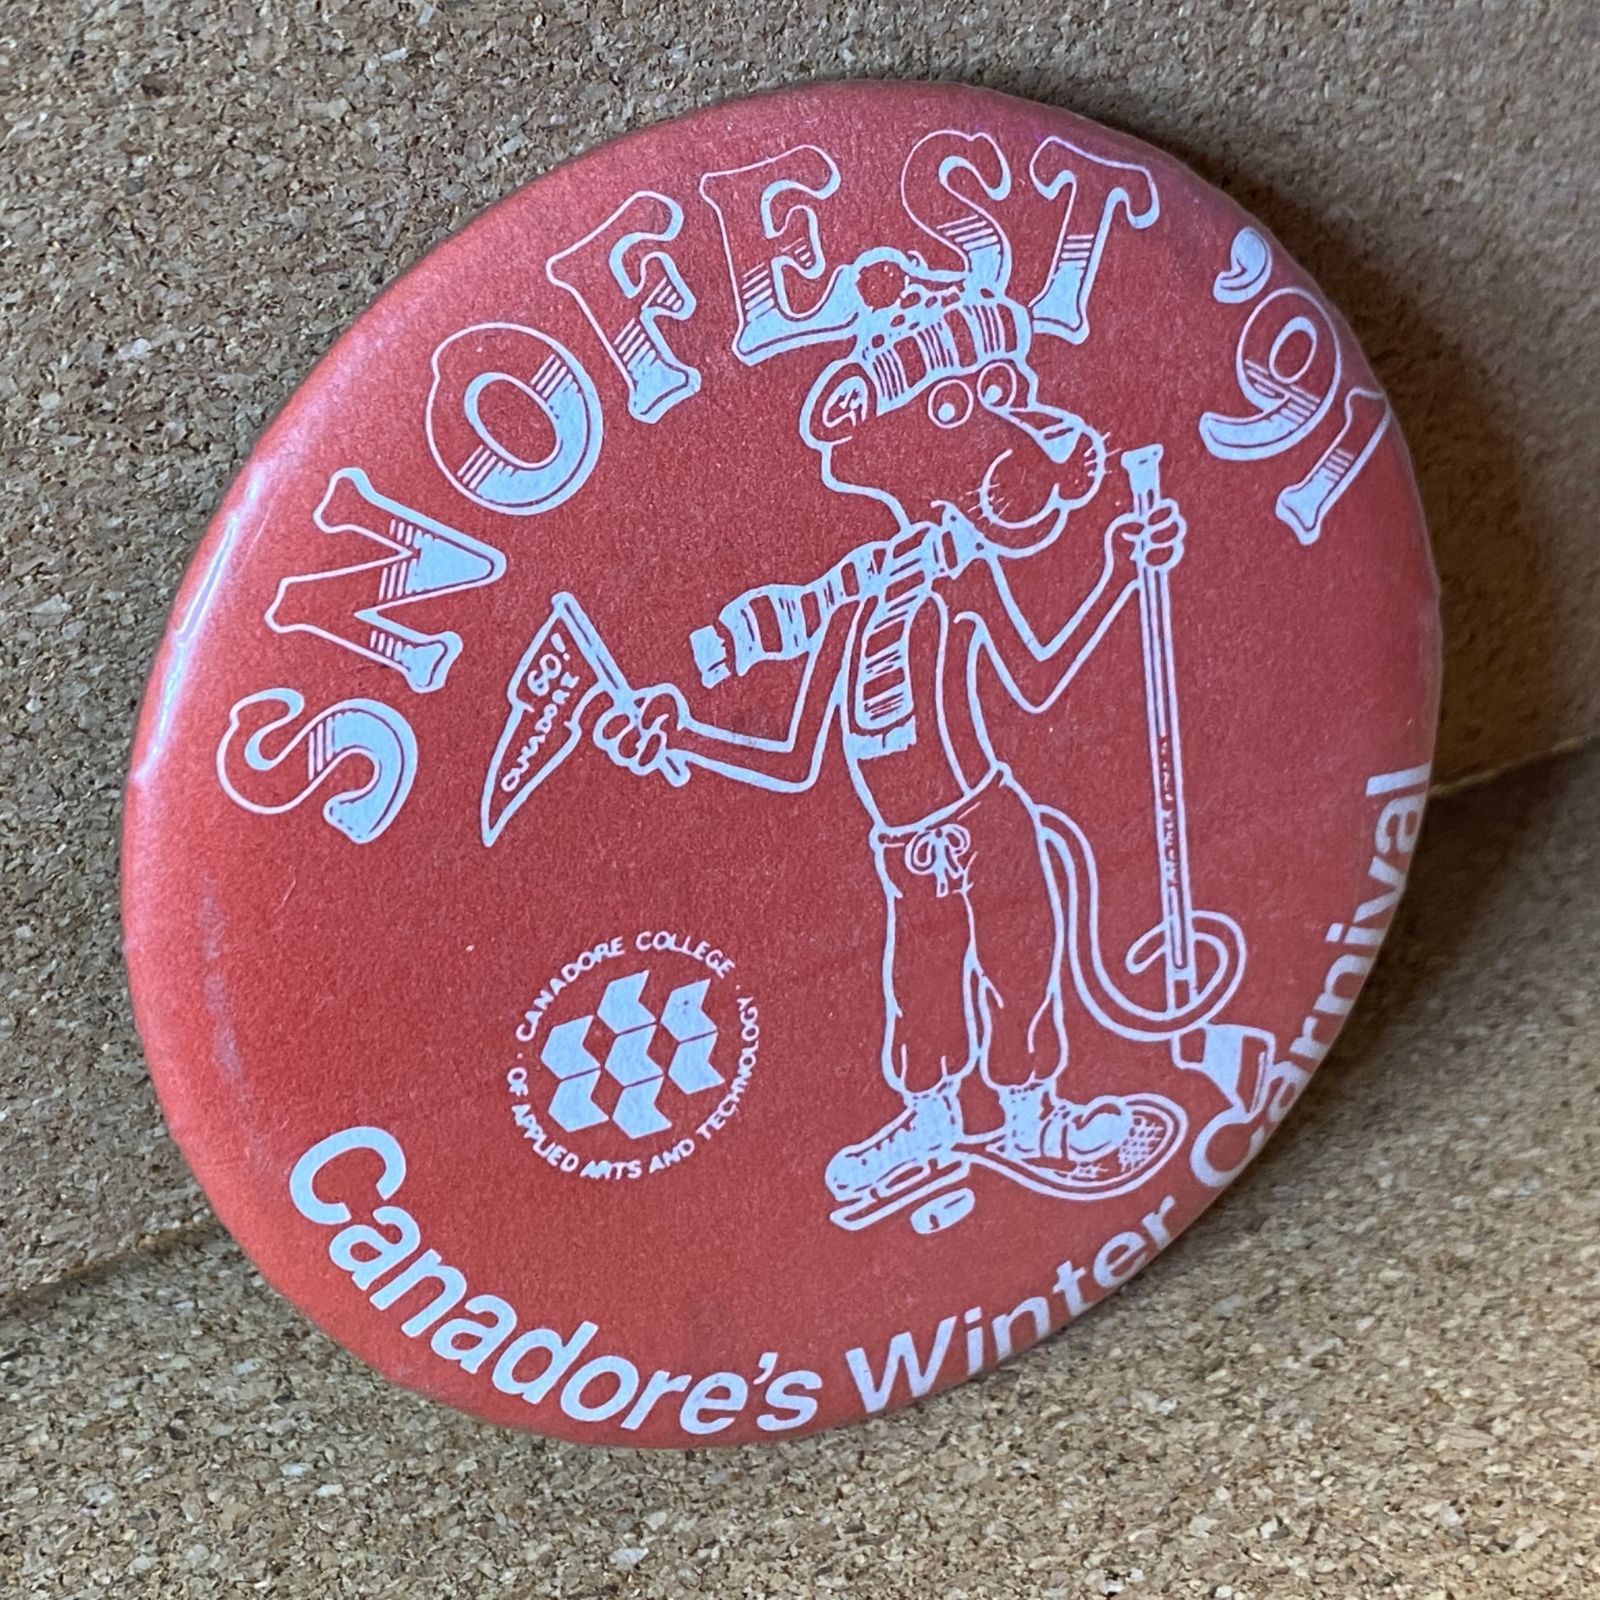 SNOFEST '91
GO!
CANADORE
· CANADORE COLLEGE ·
OF APPLIED ARTS AND TECHNOLOGY
Canadore's Winter Carnival